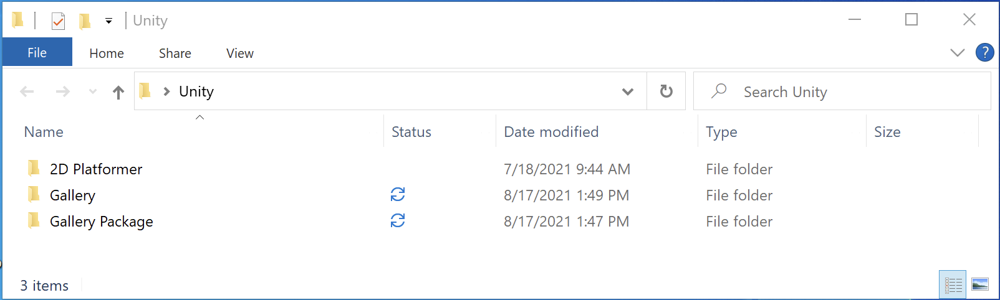 Unity
File Home Share View ?
Unity Search Unity
Name Status Date modified Type Size
2D Platformer 7/18/2021 9:44 AM File folder
Gallery 8/17/2021 1:49 PM File folder
Gallery Package 8/17/2021 1:47 PM File folder
3 items